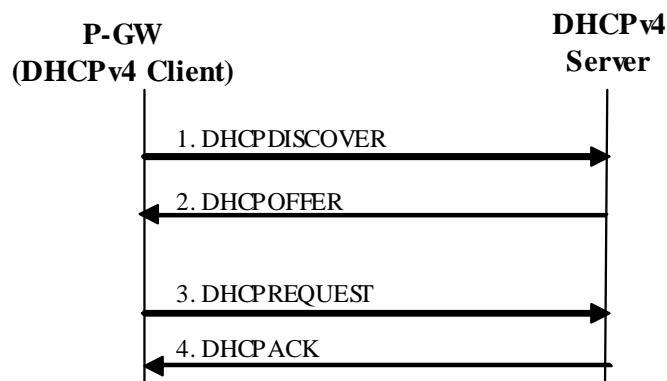 P-GW
(DHCPv4 Client)
DHCPv4
Server
1. DHCPDISCOVER
2. DHCPOFFER
3. DHCPREQUEST
4. DHCPACK